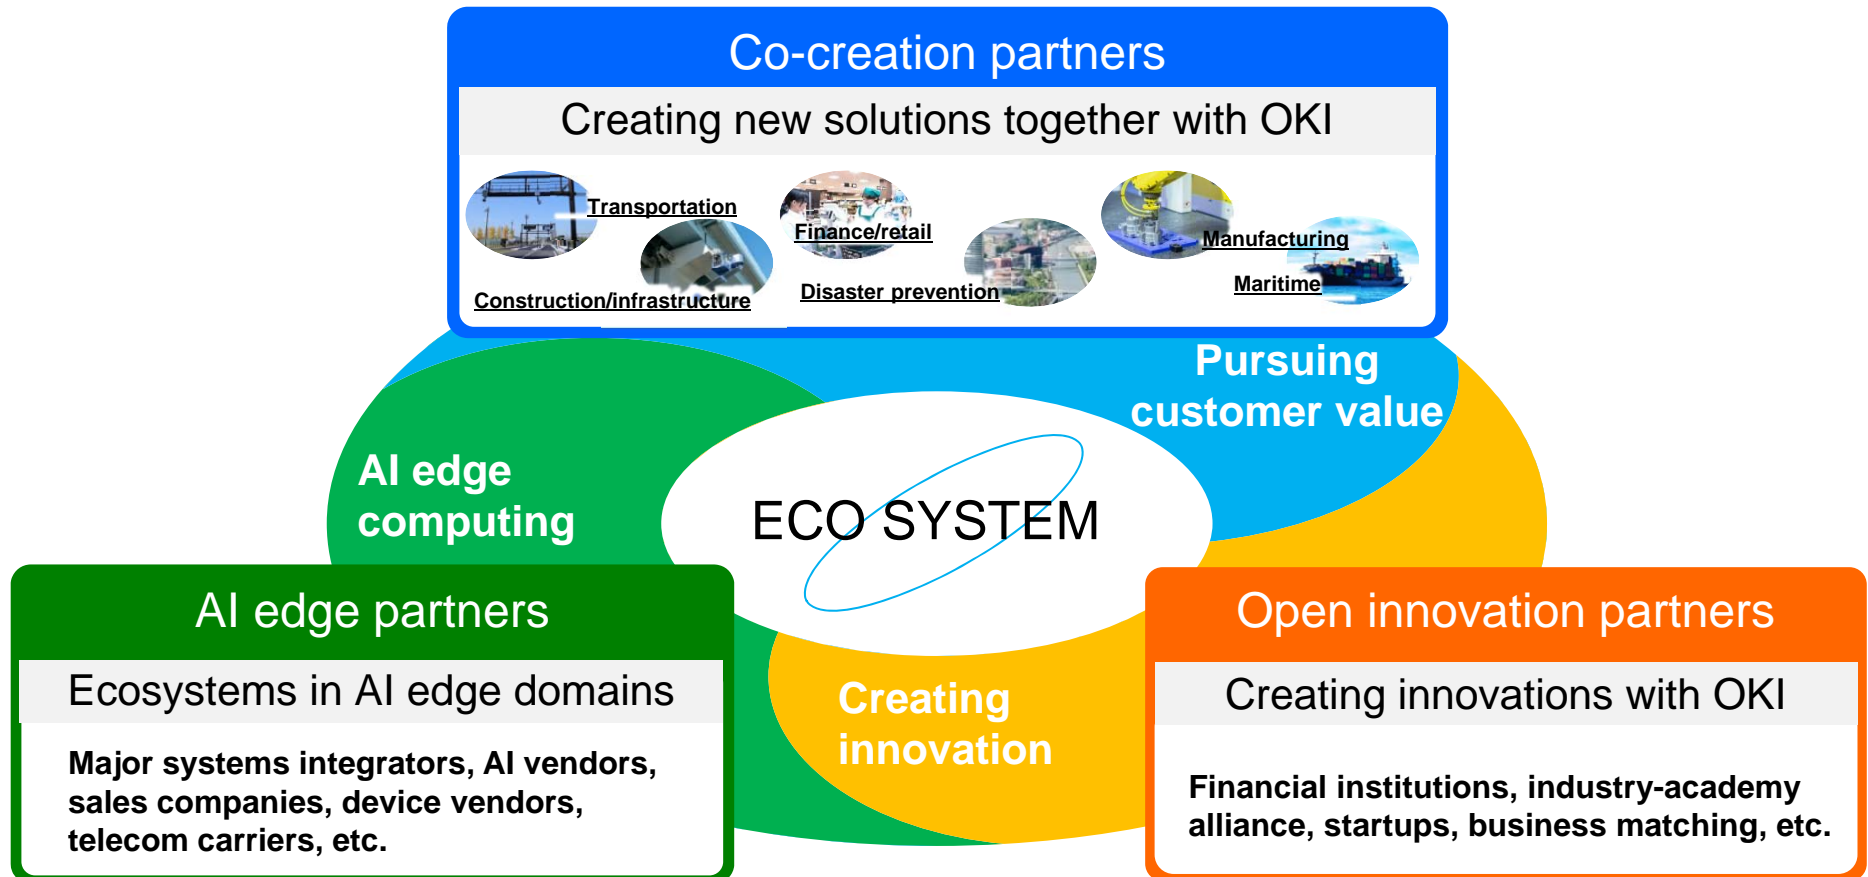 Co-creation partners
Creating new solutions together with OKI
Transportation
Finance/retail
Manufacturing
Construction/infrastructure
Disaster prevention
Maritime
Pursuing
customer value
AI edge
computing
ECO SYSTEM
Creating
innovation
AI edge partners
Ecosystems in AI edge domains
Major systems integrators, AI vendors,
sales companies, device vendors,
telecom carriers, etc.
Open innovation partners
Creating innovations with OKI
Financial institutions, industry-academy
alliance, startups, business matching, etc.